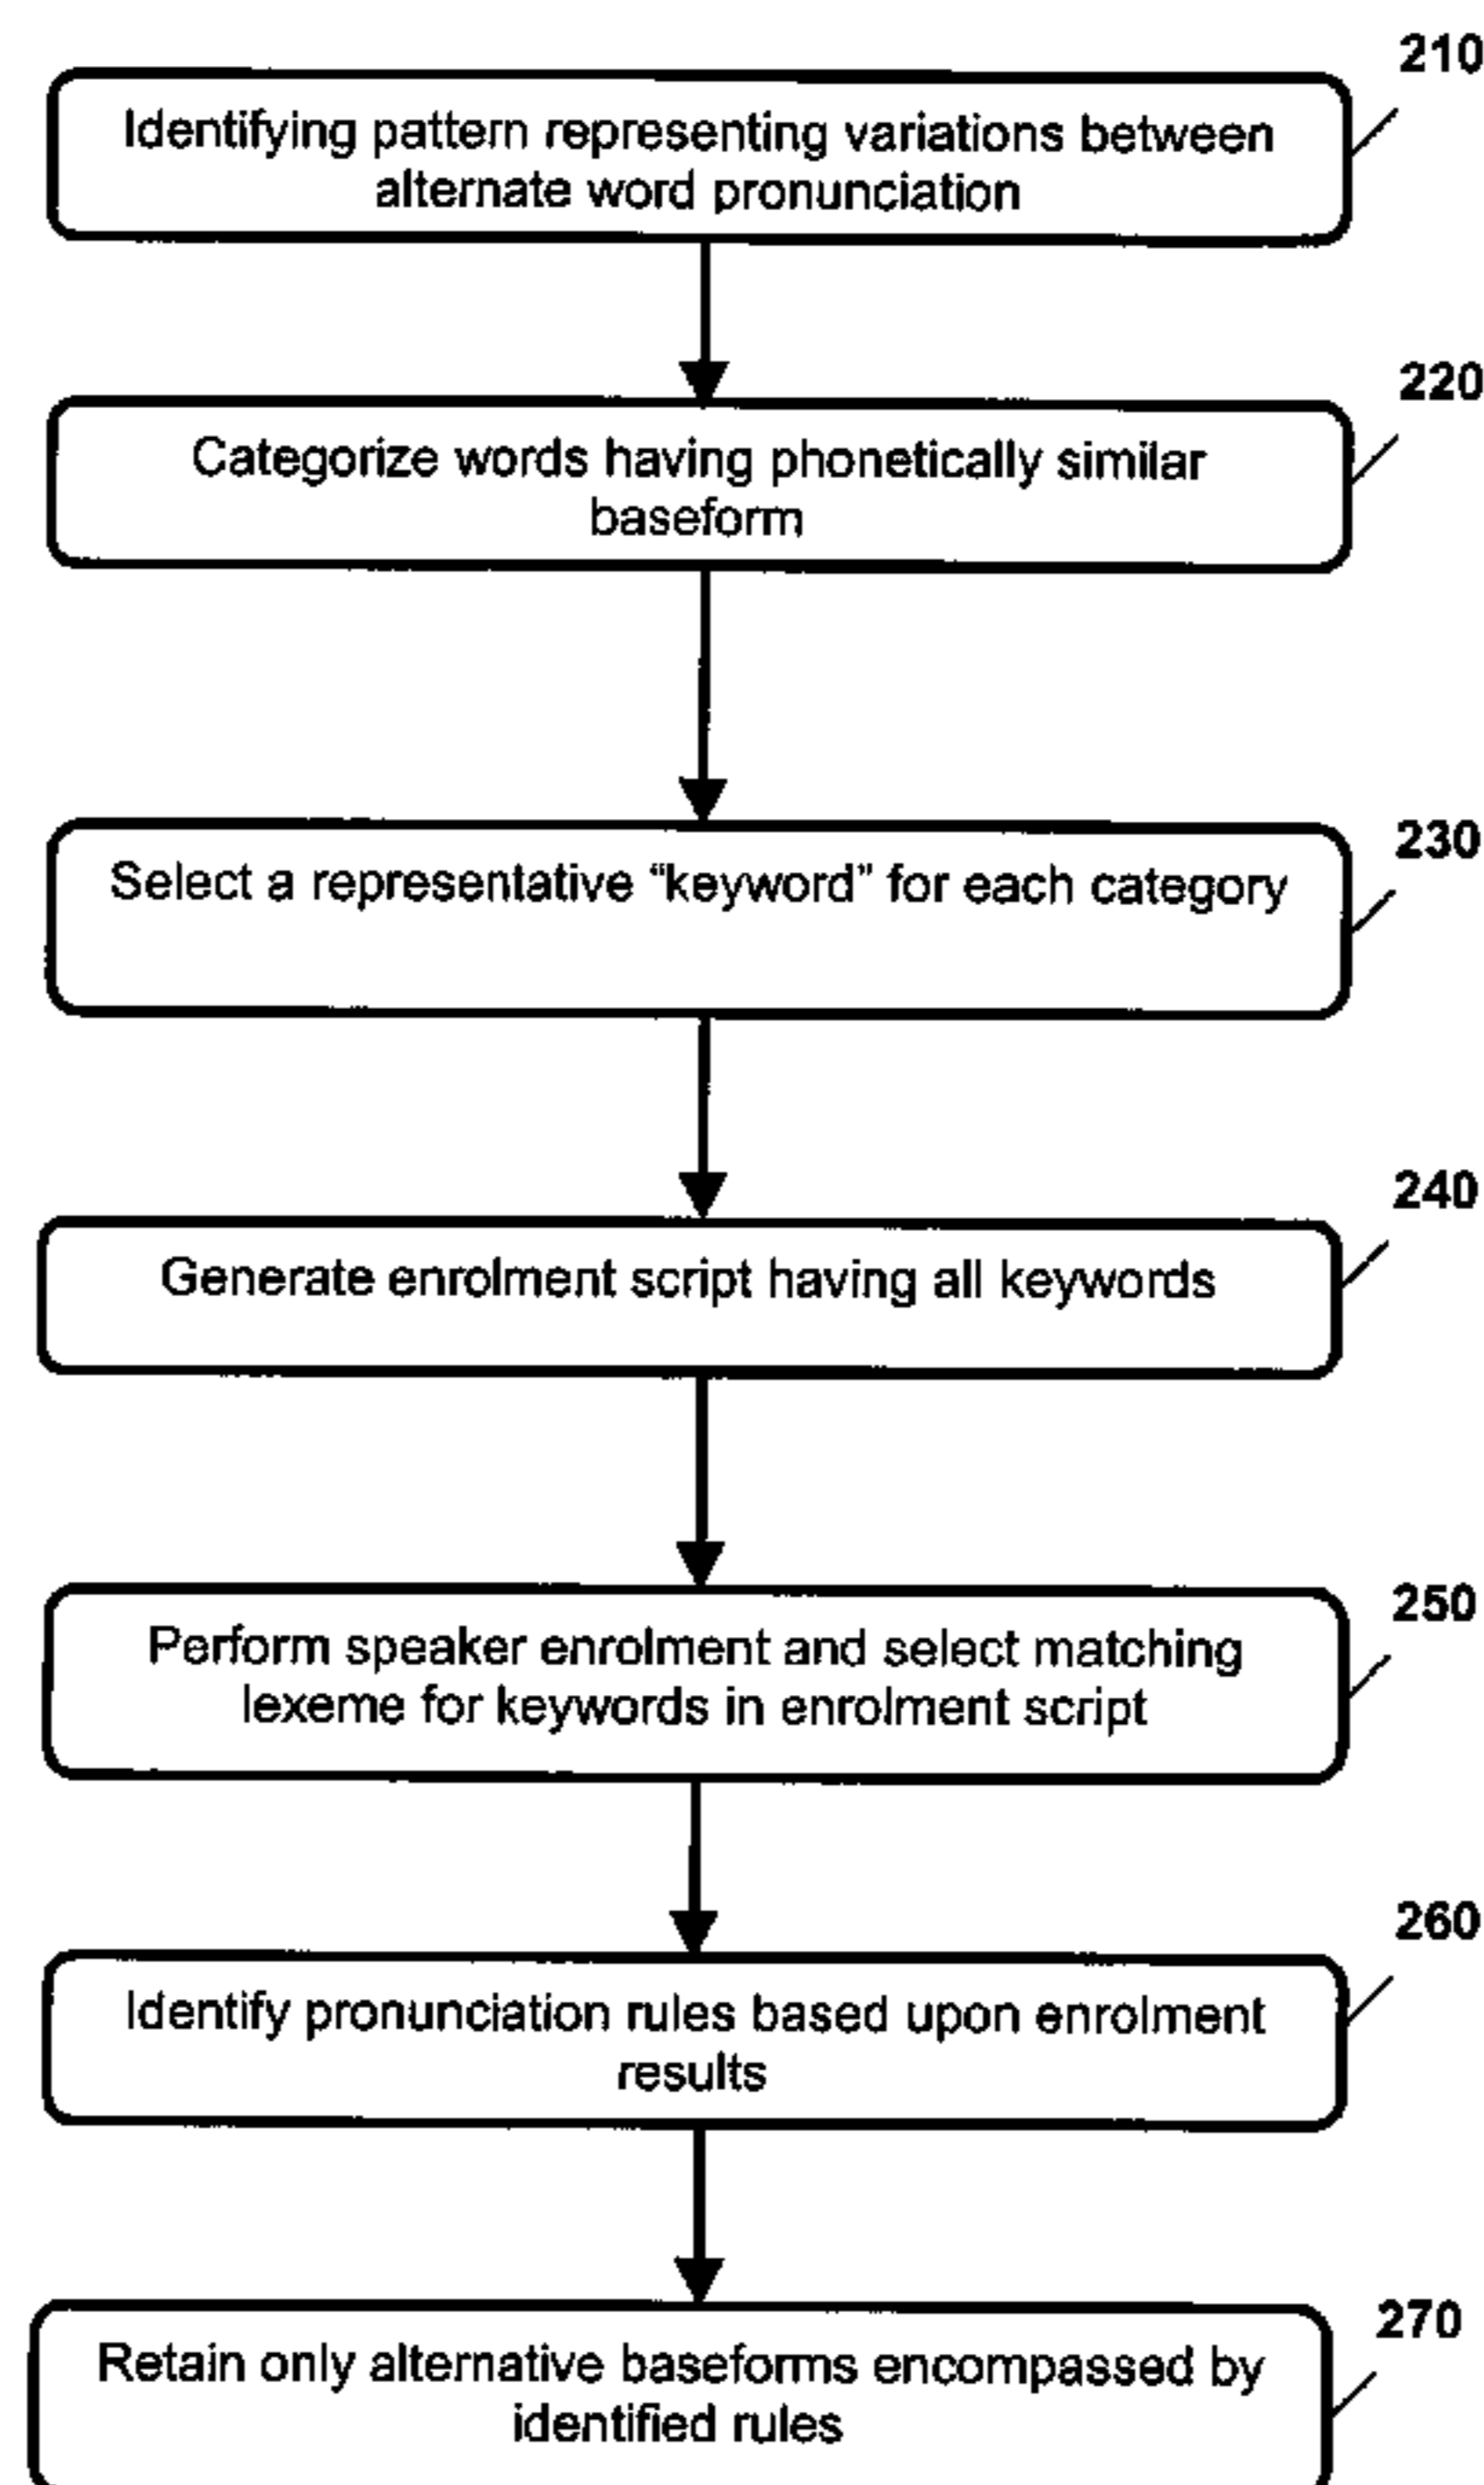 210
Identifying pattern representing variations between
alternate word pronunciation
220
Categorize words having phonetically similar
baseform
230
Select a representative “keyword” for each category
240
Generate enrolment script having all keywords
250
Perform speaker enrolment and select matching
lexeme for keywords in enrolment script
260
Identify pronunciation rules based upon enrolment
results
270
Retain only alternative baseforms encompassed by
identified rules